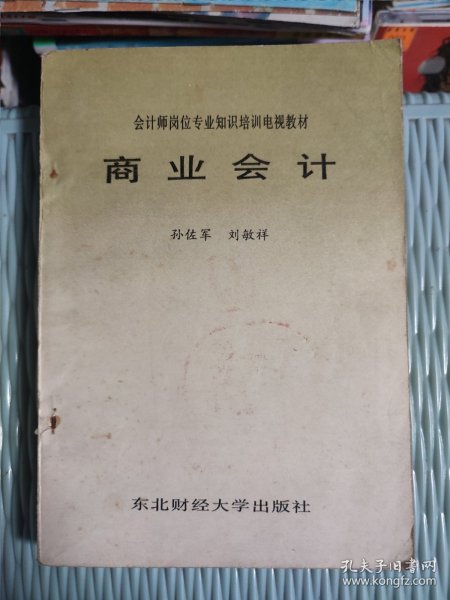 会计师岗位专业知识培训电视教材
商业会计
孙佐军 刘敏祥
东北财经大学出版社
孔夫子旧书网
www.kongfz.com